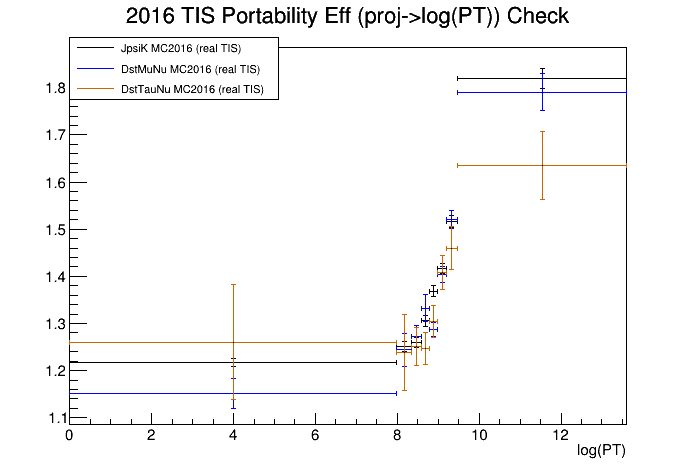 2016 TIS Portability Eff (proj->log(PT)) Check
JpsiK MC2016 (real TIS)
DstMuNu MC2016 (real TIS)
DstTauNu MC2016 (real TIS)
1.8
1.7
1.6
1.5
1.4
1.3
1.2
1.1
0 2 4 6 8 10 12
log(PT)